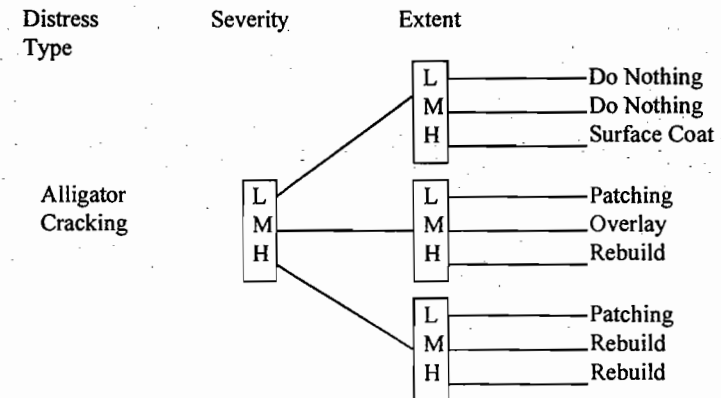 Distress Type
Severity
Extent
L Do Nothing
M Do Nothing
H Surface Coat
Alligator Cracking
L
M
H
L Patching
M Overlay
H Rebuild
L Patching
M Rebuild
H Rebuild